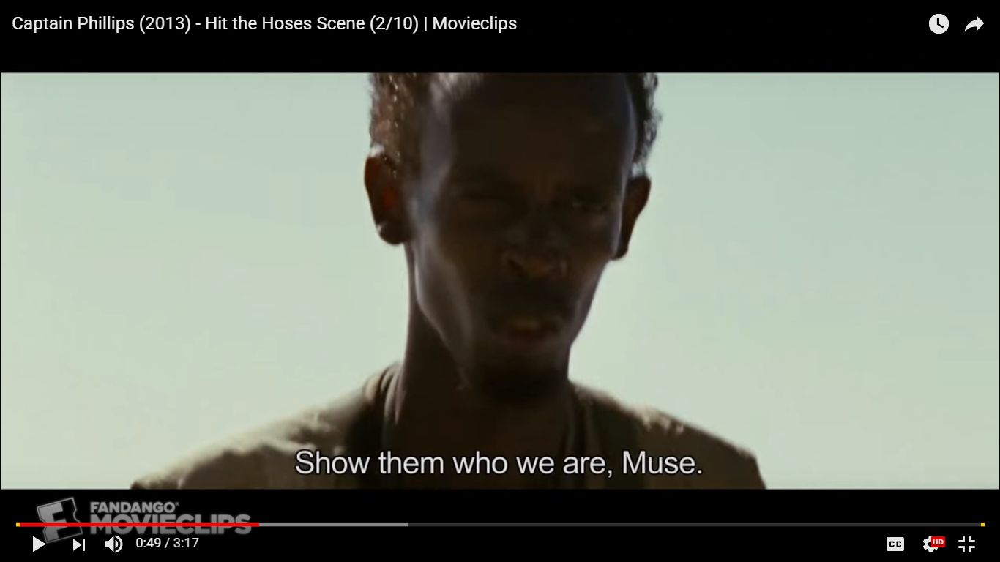 Captain Phillips (2013) - Hit the Hoses Scene (2/10) | Movieclips
Show them who we are, Muse.
FANDANGO
MOVIECLIPS
0:49 / 3:17
CC
HD